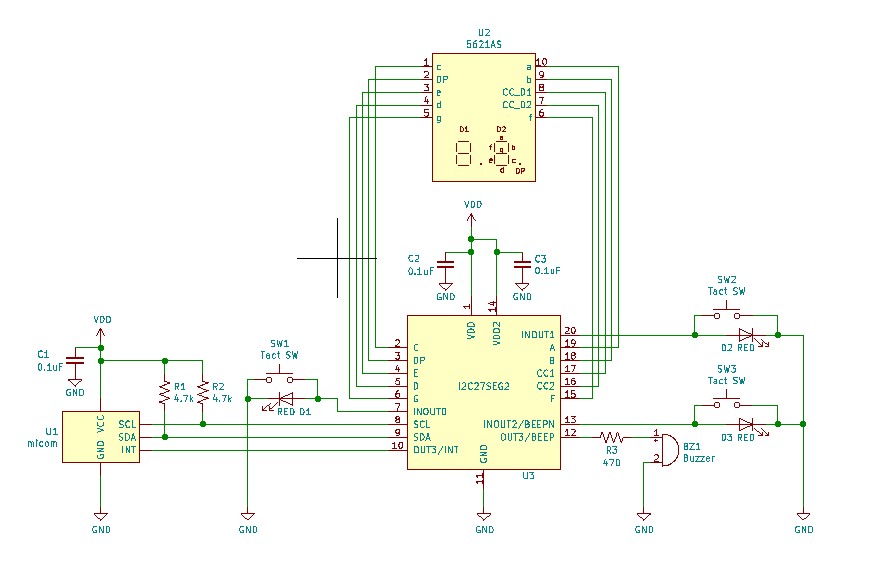 U2
5621AS
1 c a 10
2 DP b 9
3 e CC_D1 8
4 d CC_D2 7
5 g f 6
D1 D2
a
f g b
e c
d DP
VDD
C2 0.1uF
GND
C3 0.1uF
GND
1 VDD
14 VDD2
2 C
3 DP
4 E
5 D
6 G
7 INOUT0
8 SCL
9 SDA
10 OUT3/INT
I2C27SEG2
INOUT1 20
A 19
B 18
CC1 17
CC2 16
F 15
INOUT2/BEEPN 13
OUT3/BEEP 12
GND 11
U3
GND
VDD
C1
0.1uF
GND
R1
4.7k
R2
4.7k
U1
micom
VCC
SCL
SDA
INT
GND
GND
SW1
Tact SW
RED D1
GND
SW2
Tact SW
D2 RED
SW3
Tact SW
D3 RED
R3
470
1
2
BZ1
Buzzer
GND
GND